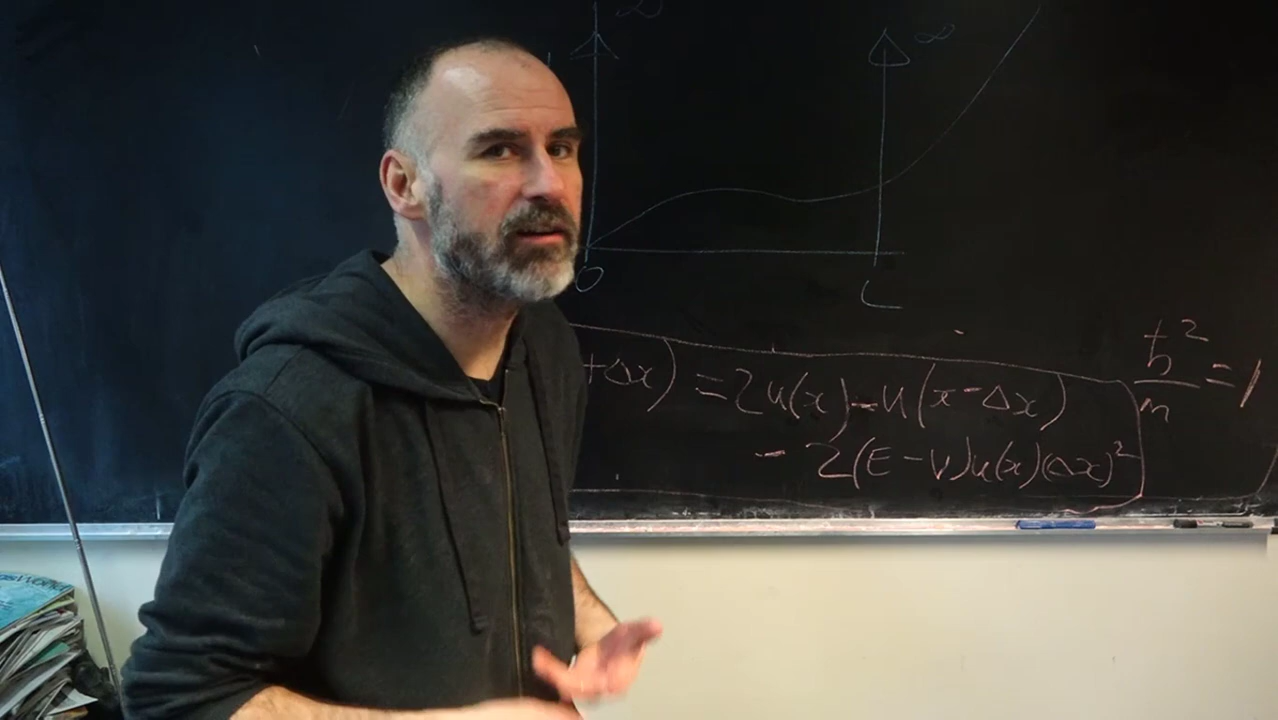 ∞
∞
0
L
+Δx) = 2u(x) - u(x-Δx)
- 2(E-V)u(x)(Δx)²
ħ²/m = 1